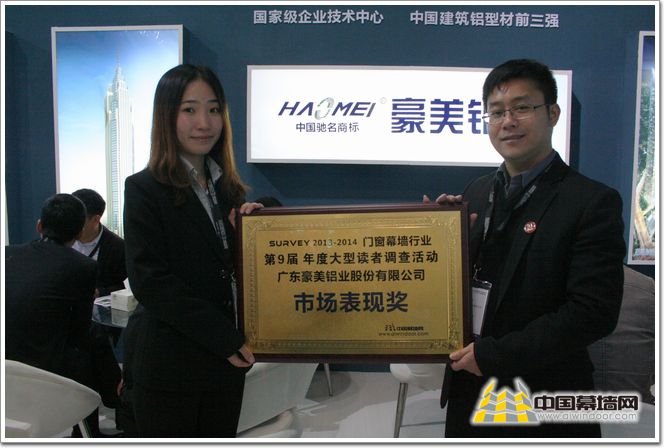 国家级企业技术中心 中国建筑铝型材前三强
HAOMEI® 豪美铝
中国驰名商标
SURVEY 2013-2014 门窗幕墙行业
第9届 年度大型读者调查活动
广东豪美铝业股份有限公司
市场表现奖
www.alwindoor.com
中国幕墙网
www.alwindoor.com